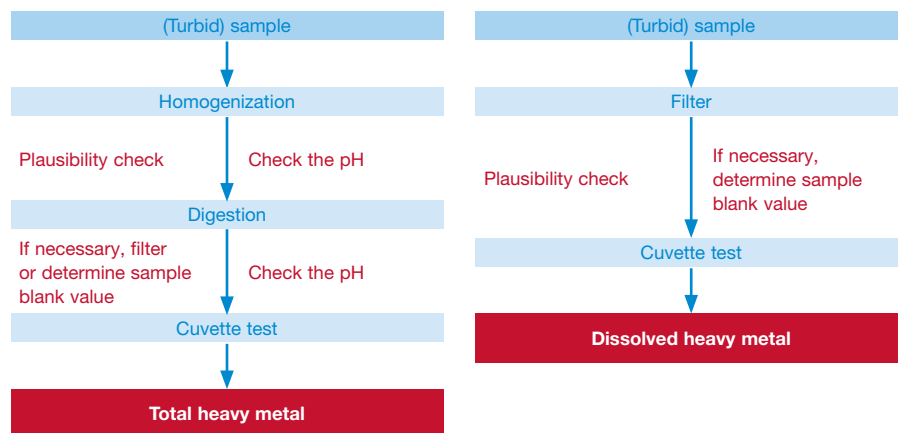 (Turbid) sample
Homogenization
Plausibility check
Check the pH
Digestion
If necessary, filter
or determine sample
blank value
Check the pH
Cuvette test
Total heavy metal
(Turbid) sample
Filter
Plausibility check
If necessary,
determine sample
blank value
Cuvette test
Dissolved heavy metal